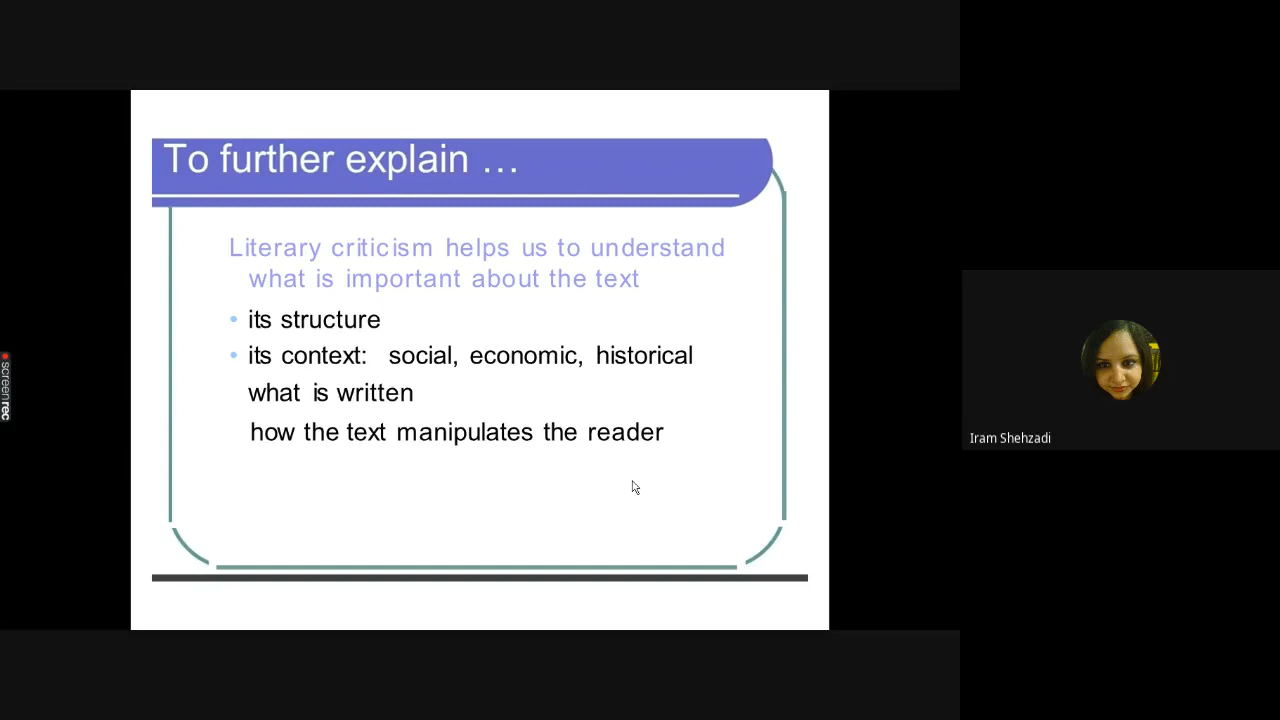 To further explain …
Literary criticism helps us to understand
what is important about the text
• its structure
• its context: social, economic, historical
what is written
how the text manipulates the reader
Iram Shehzadi
screenrec